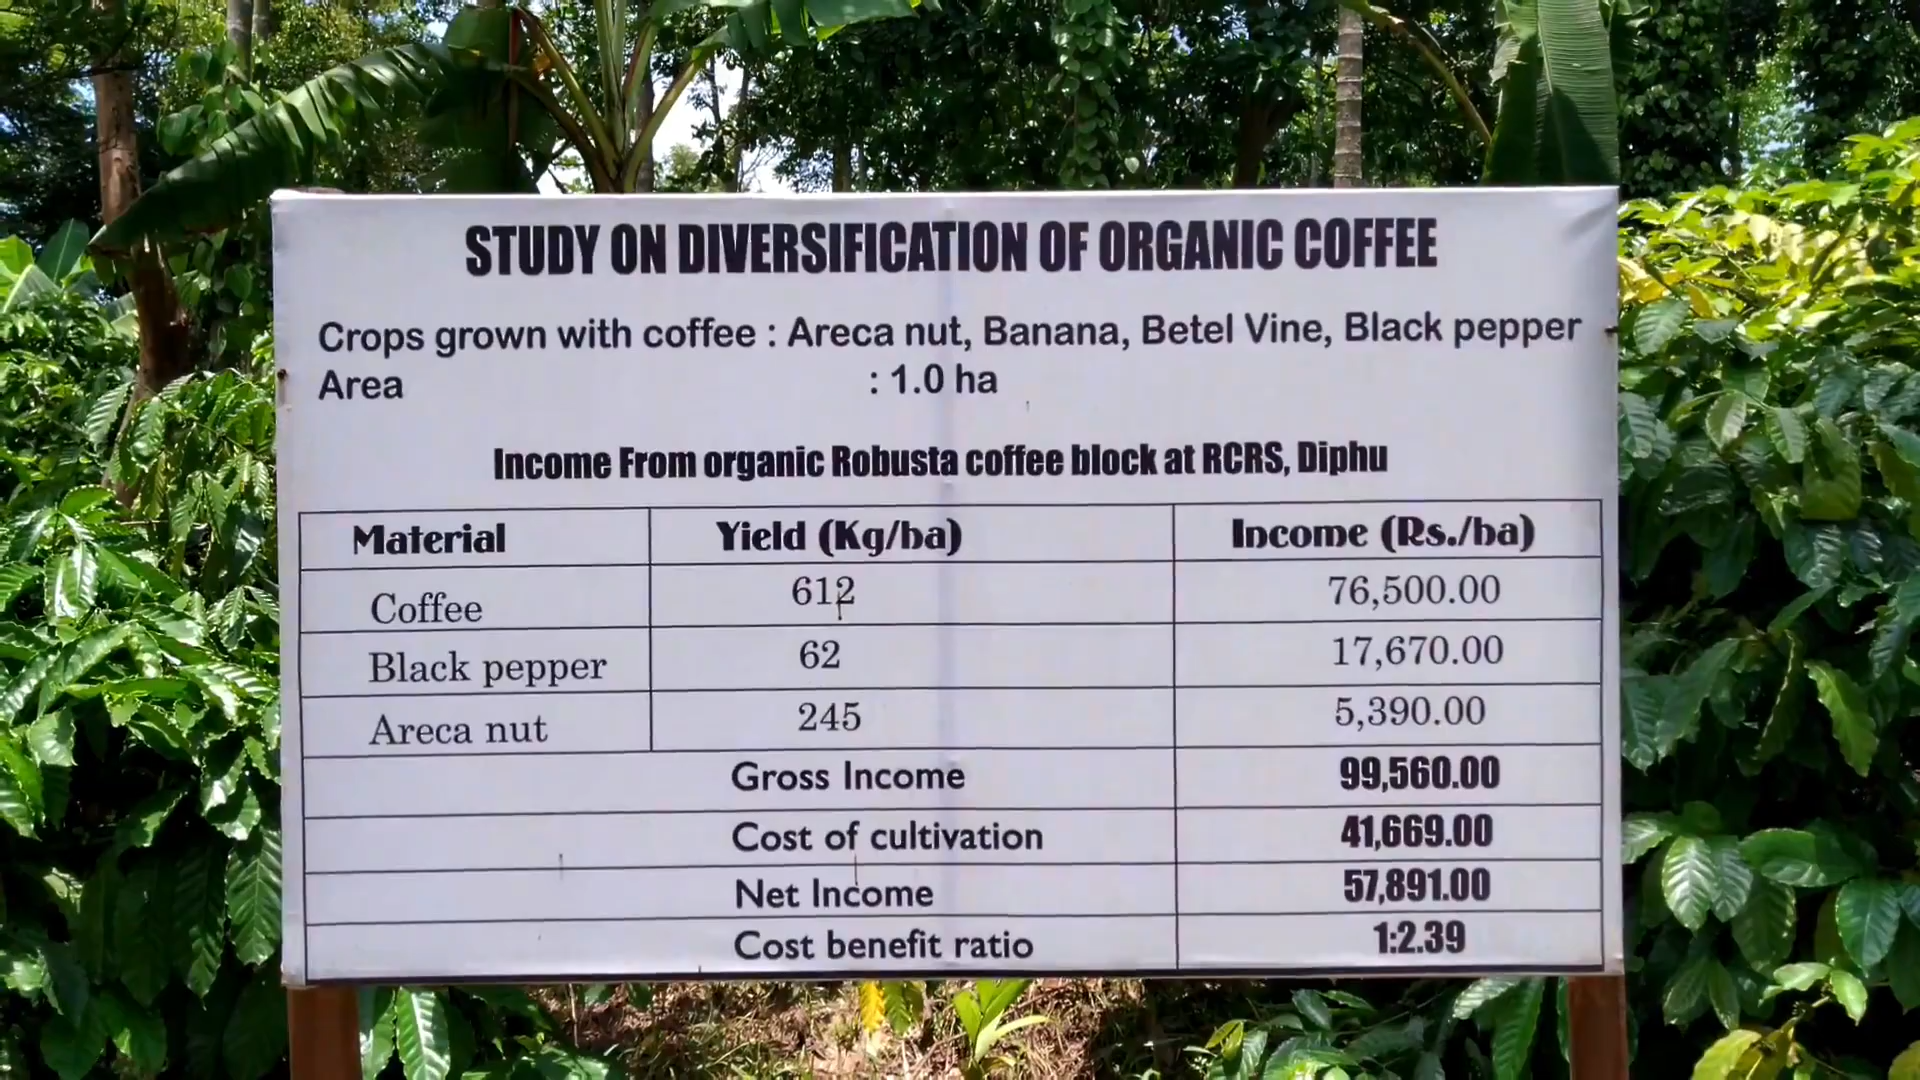 STUDY ON DIVERSIFICATION OF ORGANIC COFFEE
Crops grown with coffee : Areca nut, Banana, Betel Vine, Black pepper
Area : 1.0 ha
Income From organic Robusta coffee block at RCRS, Diphu
Material Yield (Kg/ha) Income (Rs./ha)
Coffee 612 76,500.00
Black pepper 62 17,670.00
Areca nut 245 5,390.00
Gross Income 99,560.00
Cost of cultivation 41,669.00
Net Income 57,891.00
Cost benefit ratio 1:2.39